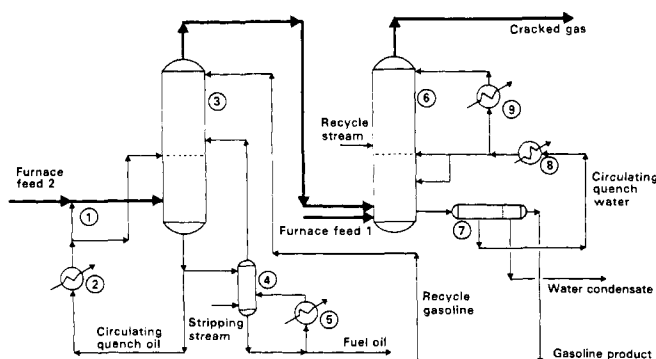 Cracked gas
3
6
9
Recycle
stream
Furnace
feed 2
8
1
Circulating
quench
water
Furnace feed 1
7
4
2
Recycle
gasoline
Water condensate
5
Stripping
stream
Circulating
quench oil
Fuel oil
Gasoline product